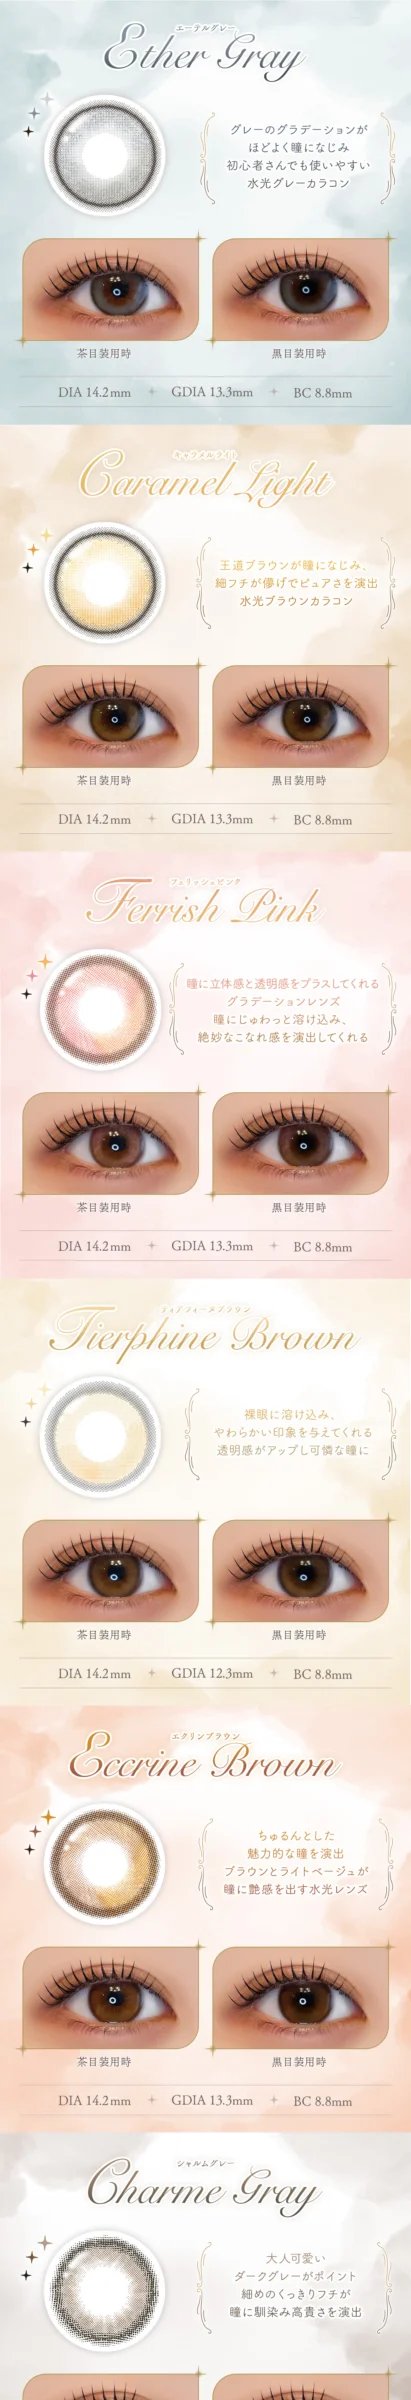 エーテルグレー
Ether Gray
グレーのグラデーションが
ほどよく瞳になじみ
初心者さんでも使いやすい
水光グレーカラコン
茶目装用時
黒目装用時
DIA 14.2mm GDIA 13.3mm BC 8.8mm
キャラメルライト
Caramel Light
王道ブラウンが瞳になじみ、
細フチが儚げでピュアさを演出
水光ブラウンカラコン
茶目装用時
黒目装用時
DIA 14.2mm GDIA 13.3mm BC 8.8mm
フェリッシュピンク
Ferrish Pink
瞳に立体感と透明感をプラスしてくれる
グラデーションレンズ
瞳にじゅわっと溶け込み、
絶妙なこなれ感を演出してくれる
茶目装用時
黒目装用時
DIA 14.2mm GDIA 13.3mm BC 8.8mm
ティアフィーヌブラウン
Tierphine Brown
裸眼に溶け込み、
やわらかい印象を与えてくれる
透明感がアップし可憐な瞳に
茶目装用時
黒目装用時
DIA 14.2mm GDIA 12.3mm BC 8.8mm
エクリンブラウン
Eccrine Brown
ちゅるんとした
魅力的な瞳を演出
ブラウンとライトベージュが
瞳に艶感を出す水光レンズ
茶目装用時
黒目装用時
DIA 14.2mm GDIA 13.3mm BC 8.8mm
シャルムグレー
Charme Gray
大人可愛い
ダークグレーがポイント
細めのくっきりフチが
瞳に馴染み高貴さを演出